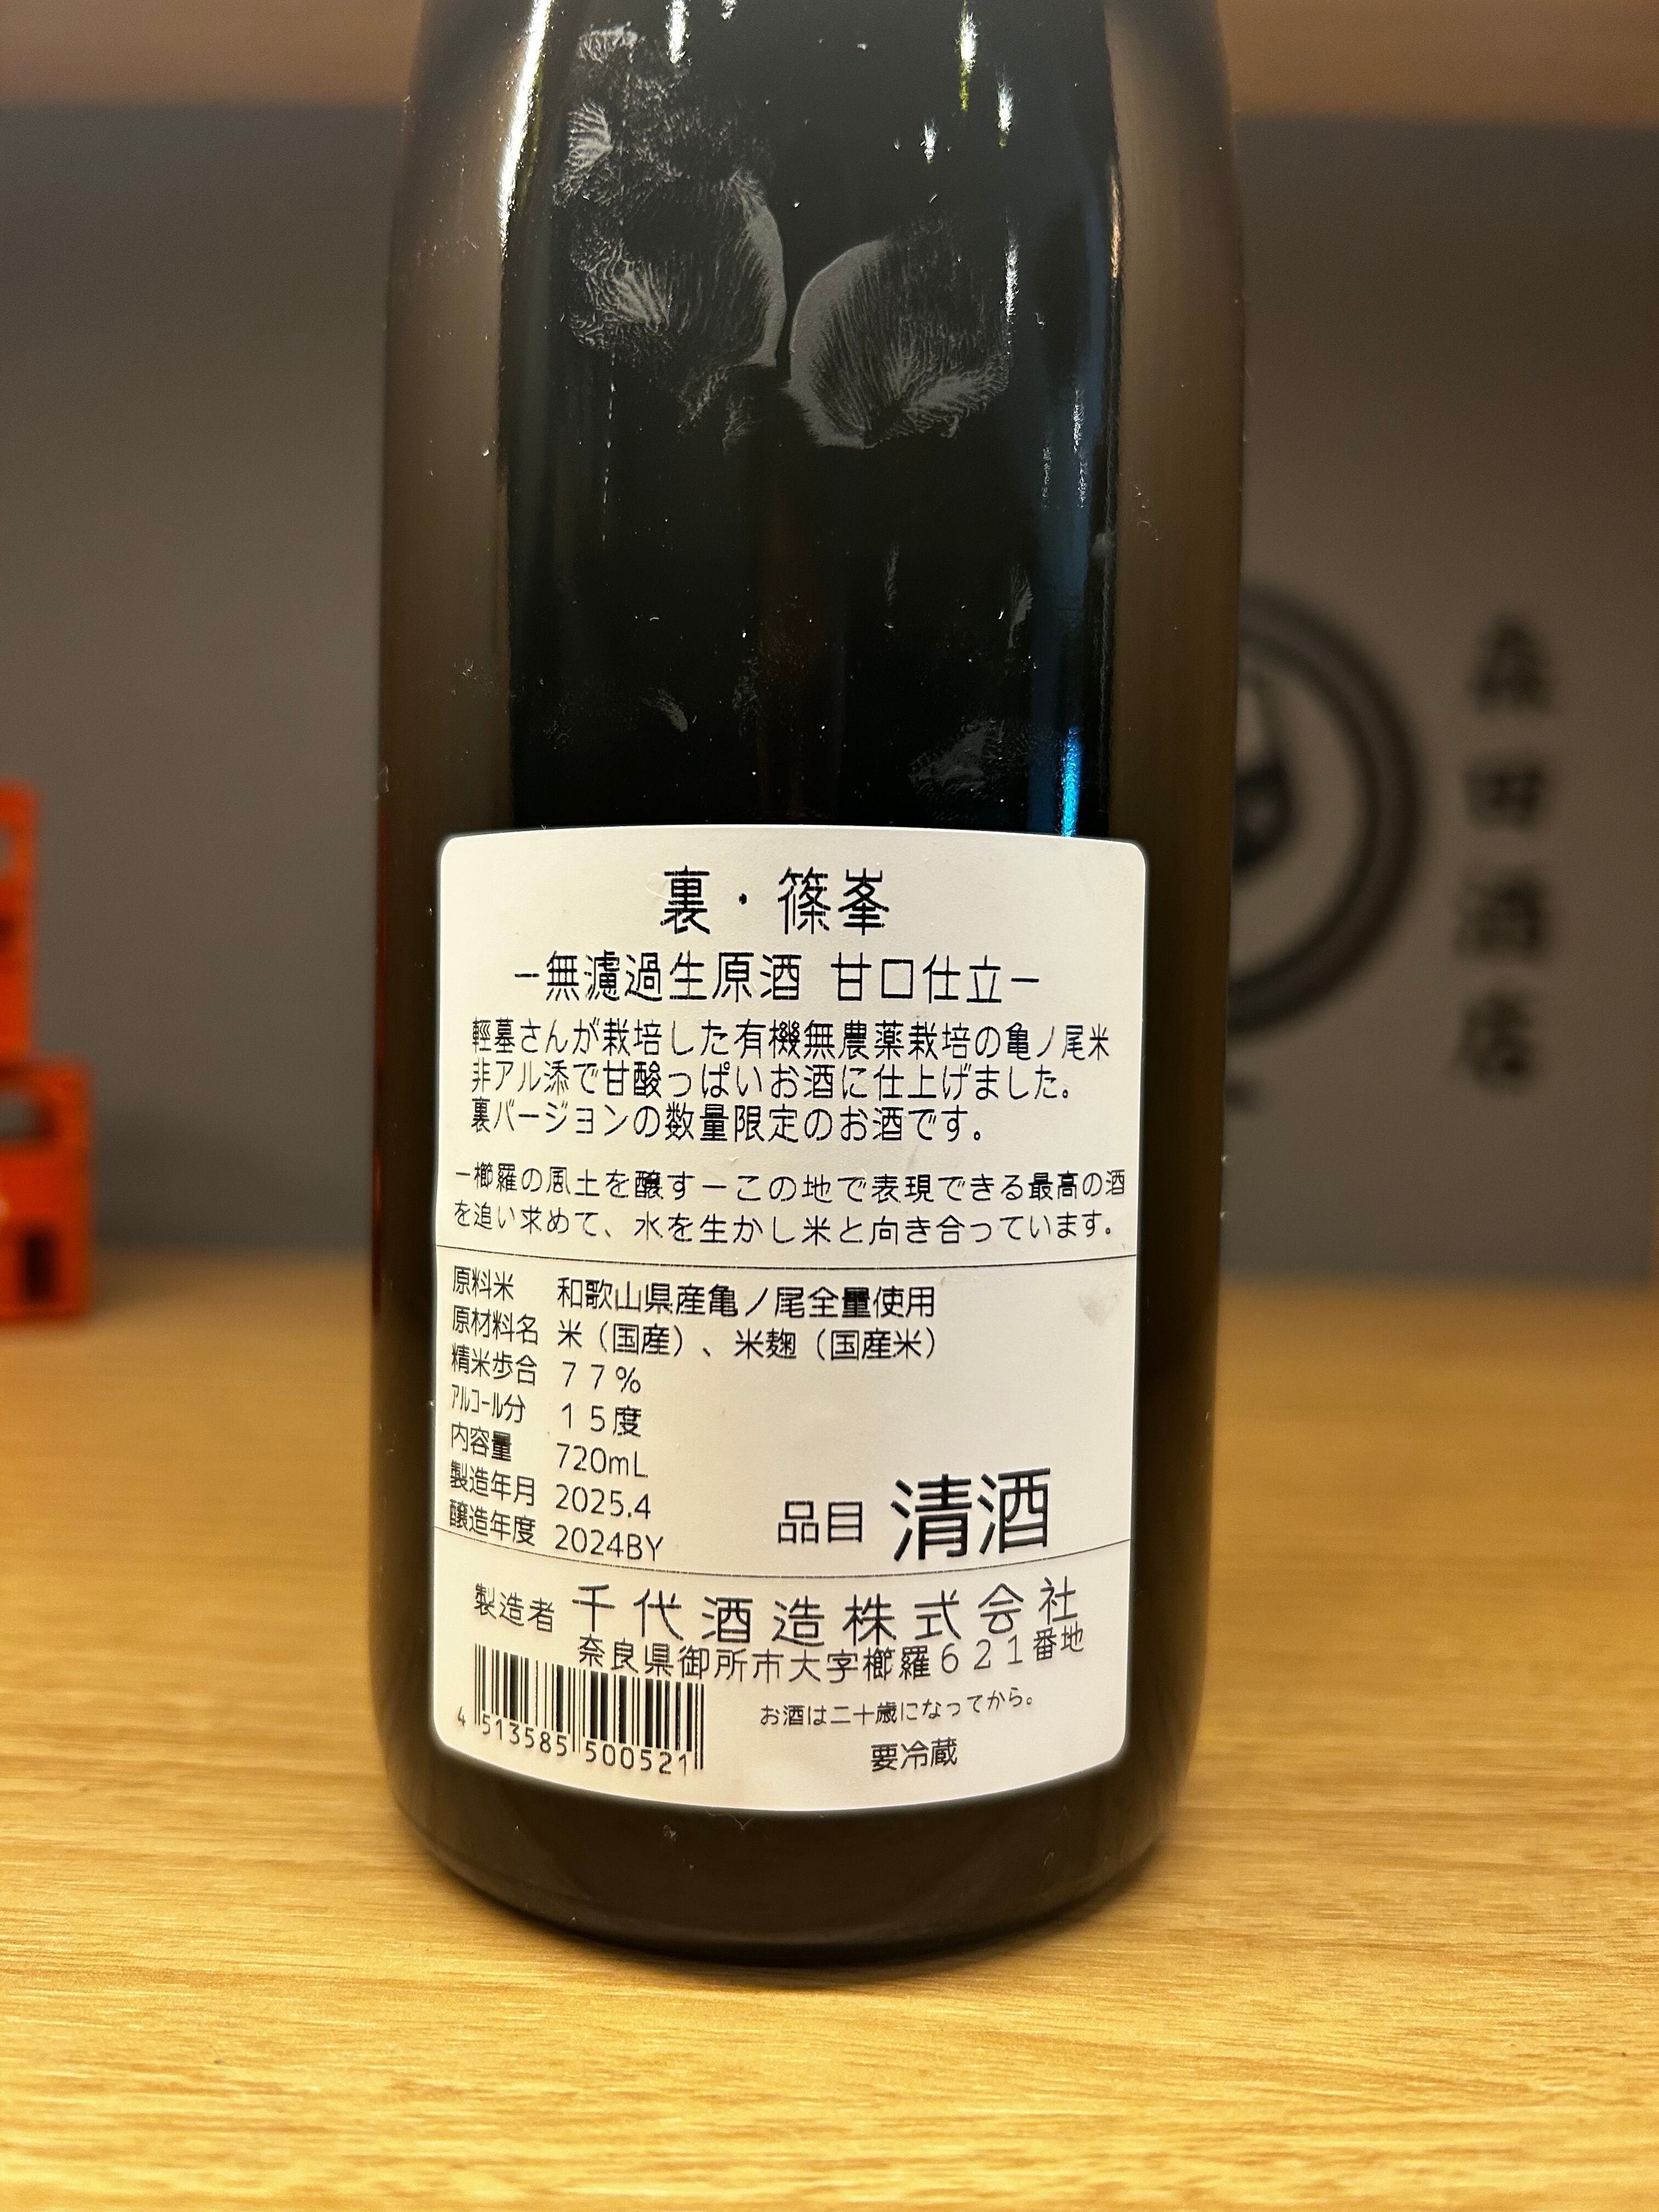 裏・篠峯
−無濾過生原酒 甘口仕立−
輕墓さんが栽培した有機無農薬栽培の亀ノ尾米
非アル添で甘酸っぱいお酒に仕上げました。
裏バージョンの数量限定のお酒です。
−櫛羅の風土を醸す−この地で表現できる最高の酒
を追い求めて、水を生かし米と向き合っています。
原料米 和歌山県産亀ノ尾全量使用
原材料名 米（国産）、米麹（国産米）
精米歩合 77%
アルコール分 15度
内容量 720mL
製造年月 2025.4
醸造年度 2024BY
品目 清酒
製造者 千代酒造株式会社
奈良県御所市大字櫛羅621番地
お酒は二十歳になってから。
要冷蔵
4 513585 500521
森田酒店